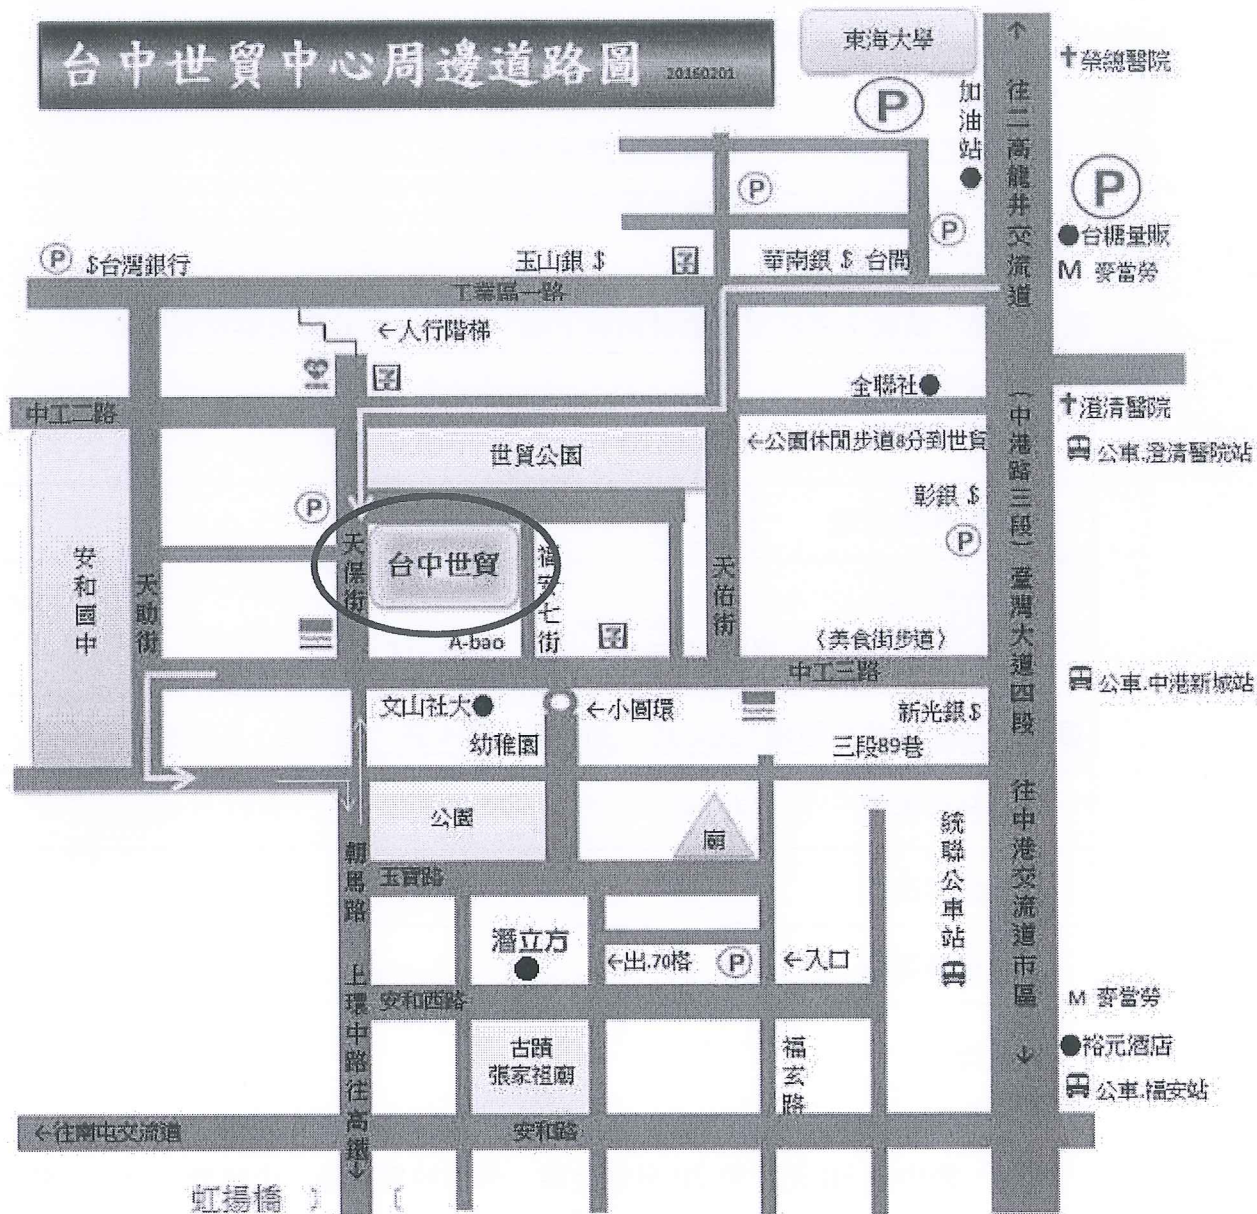 台中世貿中心周邊道路圖 20160201
東海大學
P
加油站
往二高龍井交流道
榮總醫院
P
台糖量販
M 麥當勞
P
P
P $台灣銀行
玉山銀 $
華南銀 $ 台閘
工業區一路
←人行階梯
全聯社
中工二路
澄清醫院
公車.澄清醫院站
世貿公園
←公園休閒步道8分到世貿
彰銀 $
P
P
(中港路三段)臺灣大道四段
安和國中
天助街
天保街
台中世貿
福安七街
天佑街
A-bao
〈美食街步道〉
中工三路
公車.中港新城站
文山社大
←小圓環
新光銀$
幼稚園
三段89巷
公園
廟
往中港交流道市區
統聯公車站
朝馬路
玉寶路
潛立方
←出.70格 P ←入口
上環中路往高鐵
安和西路
M 麥當勞
古蹟
張家祖廟
福玄路
裕元酒店
公車.福安站
←往南屯交流道
安和路
虹揚橋